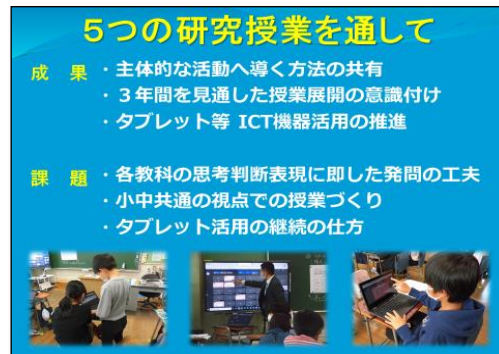 ５つの研究授業を通して
成　果　・主体的な活動へ導く方法の共有
・３年間を見通した授業展開の意識付け
・タブレット等 ICT機器活用の推進
課　題　・各教科の思考判断表現に即した発問の工夫
・小中共通の視点での授業づくり
・タブレット活用の継続の仕方